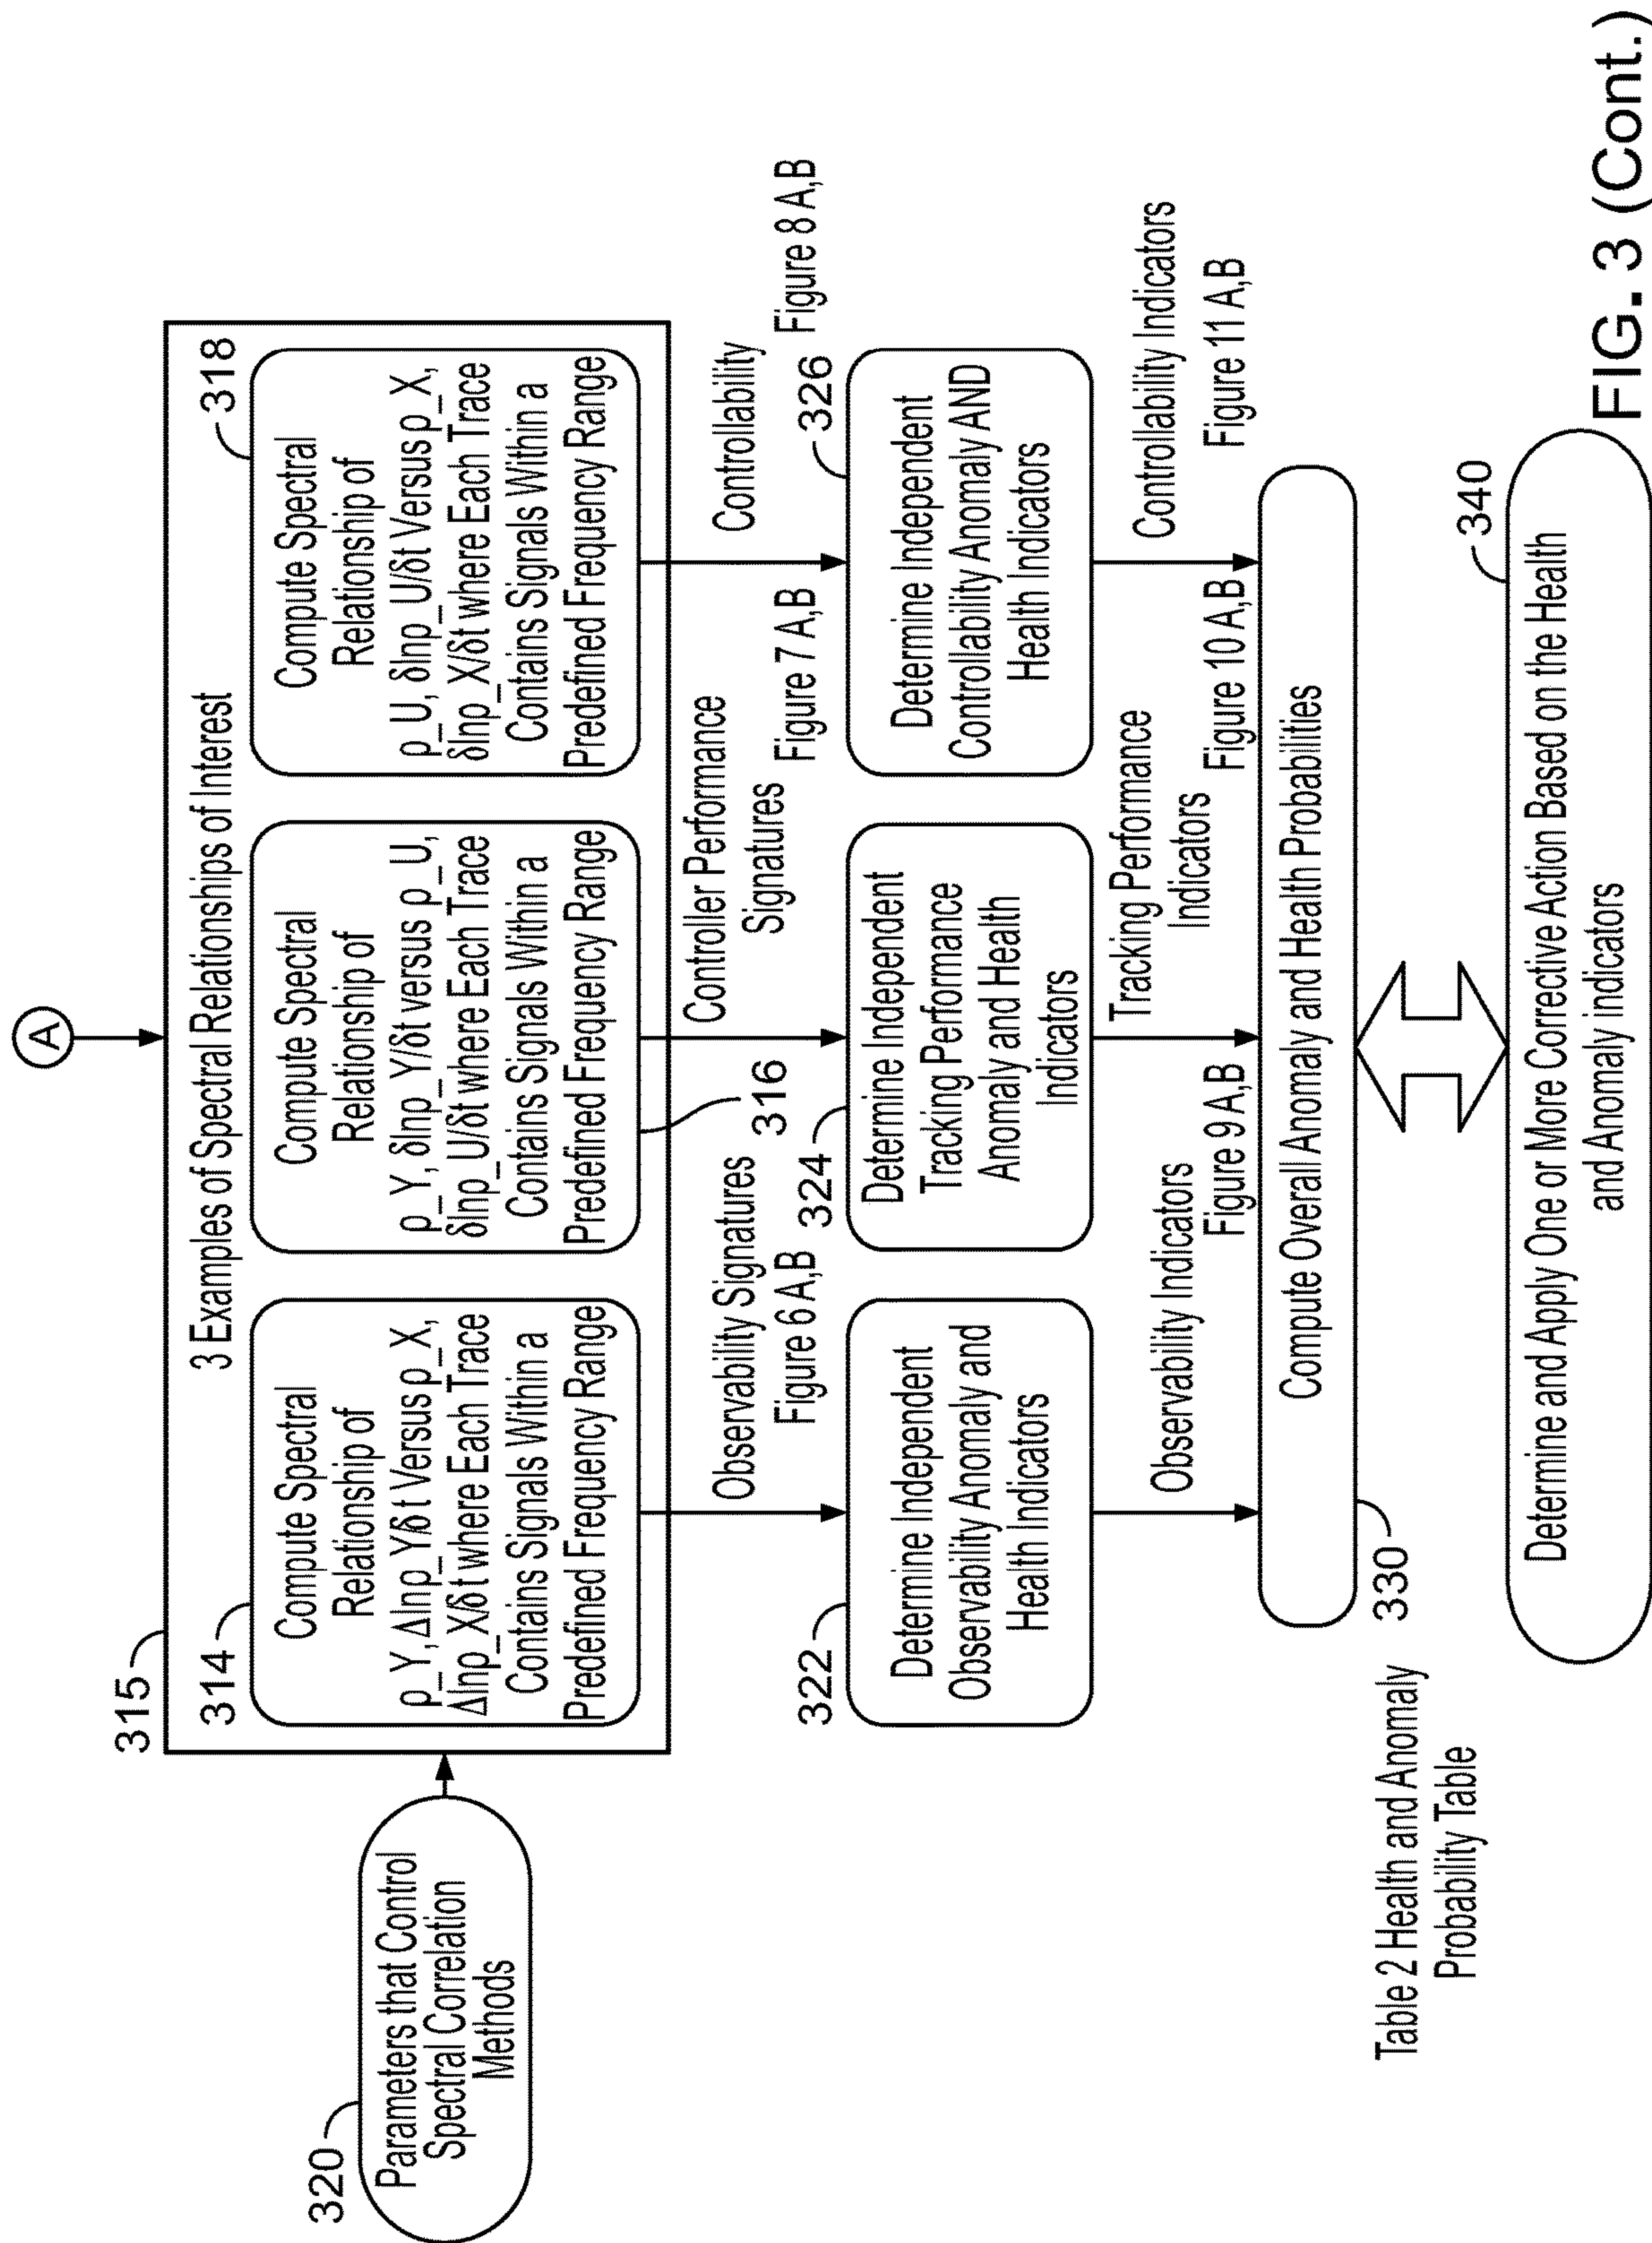 A
315
3 Examples of Spectral Relationships of Interest
320
Parameters that Control
Spectral Correlation
Methods
314
Compute Spectral
Relationship of
ρ_Y, Δlnρ_Y/δt Versus ρ_X,
Δlnρ_X/δt where Each Trace
Contains Signals Within a
Predefined Frequency Range
Compute Spectral
Relationship of
ρ_Y, δlnρ_Y/δt versus ρ_U,
δlnρ_U/δt where Each Trace
Contains Signals Within a
Predefined Frequency Range
316
318
Compute Spectral
Relationship of
ρ_U, δlnρ_U/δt Versus ρ_X,
δlnρ_X/δt where Each Trace
Contains Signals Within a
Predefined Frequency Range
Observability Signatures
Figure 6 A,B
Controller Performance
Signatures
Figure 7 A,B
Controllability
Figure 8 A,B
322
Determine Independent
Observability Anomaly and
Health Indicators
324
Determine Independent
Tracking Performance
Anomaly and Health
Indicators
326
Determine Independent
Controllability Anomaly AND
Health Indicators
Observability Indicators
Figure 9 A,B
Tracking Performance
Indicators
Figure 10 A,B
Controllability Indicators
Figure 11 A,B
Compute Overall Anomaly and Health Probabilities
330
Table 2 Health and Anomaly
Probability Table
340
Determine and Apply One or More Corrective Action Based on the Health
and Anomaly indicators
FIG. 3 (Cont.)